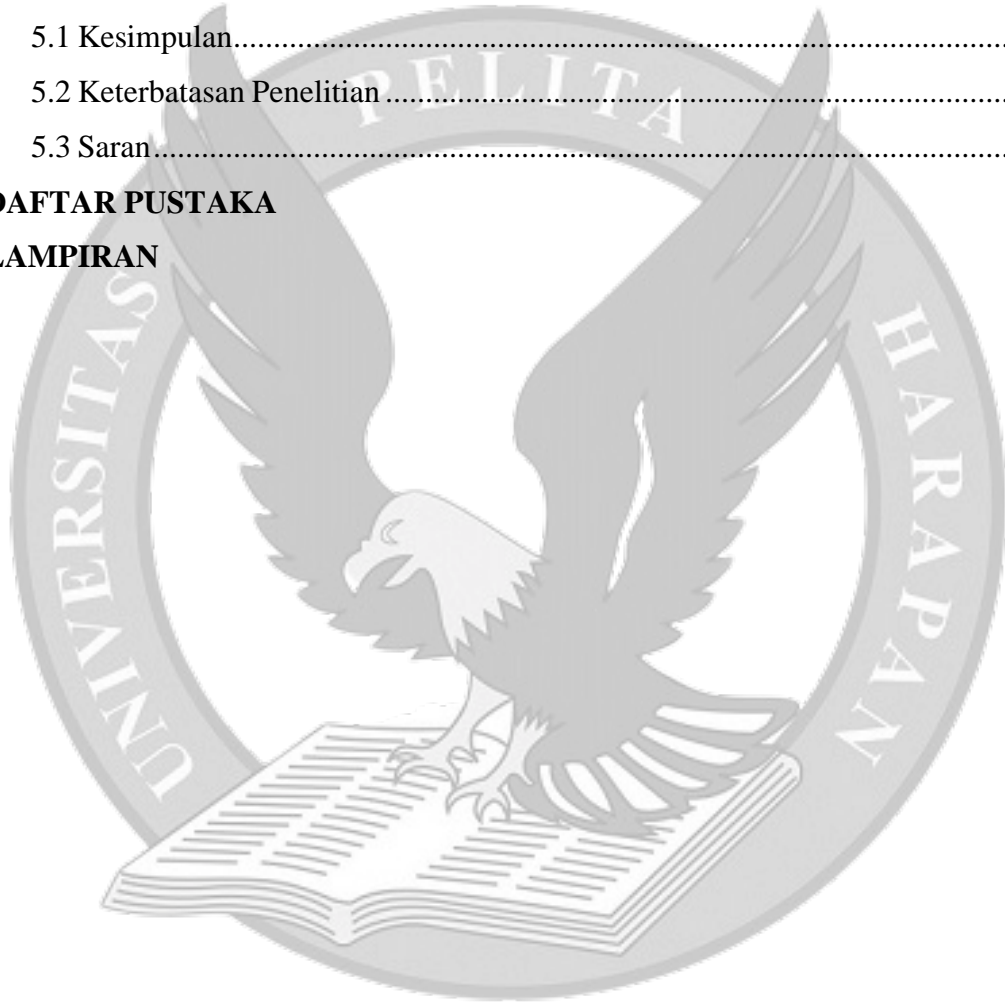 5.1 Kesimpulan................................................................................................
5.2 Keterbatasan Penelitian .............................................................................
5.3 Saran..........................................................................................................
DAFTAR PUSTAKA
LAMPIRAN
UNIVERSITAS PELITA HARAPAN